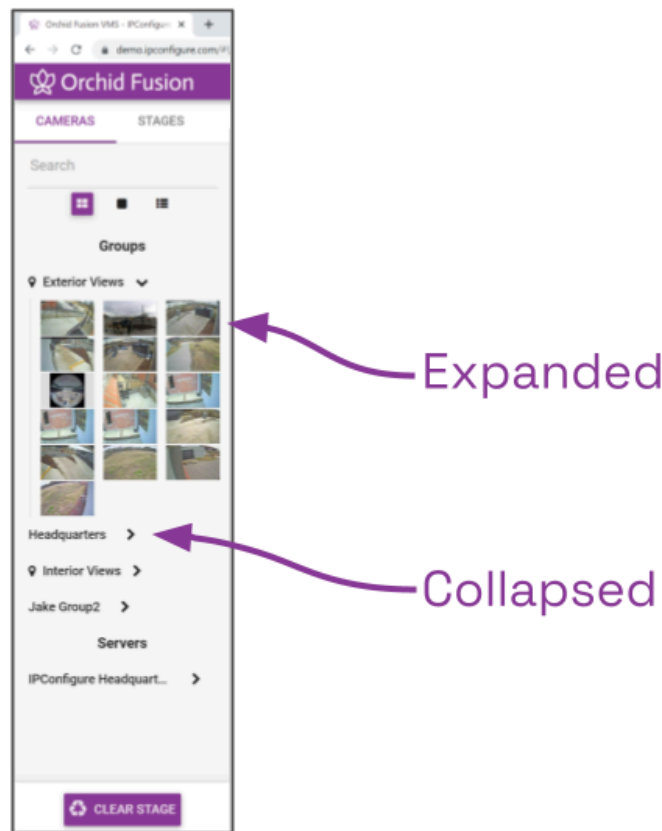 Orchid Fusion VMS - IPConfigur
demo.ipconfigure.com/
Orchid Fusion
CAMERAS STAGES
Search
Groups
Exterior Views
Expanded
Headquarters
Interior Views
Collapsed
Jake Group2
Servers
IPConfigure Headquart...
CLEAR STAGE